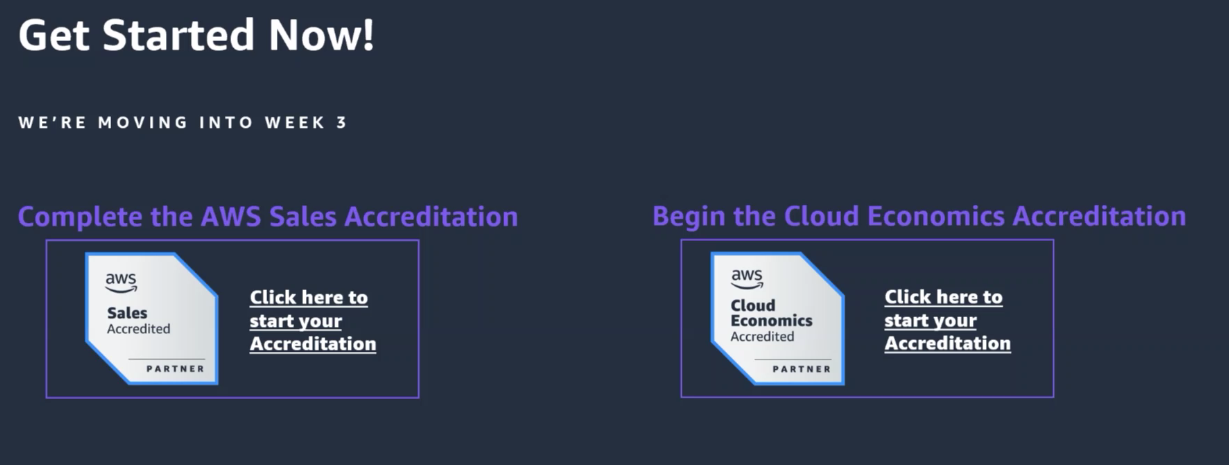 Get Started Now!
WE'RE MOVING INTO WEEK 3
Complete the AWS Sales Accreditation
aws
Sales
Accredited
PARTNER
Click here to
start your
Accreditation
Begin the Cloud Economics Accreditation
aws
Cloud
Economics
Accredited
PARTNER
Click here to
start your
Accreditation